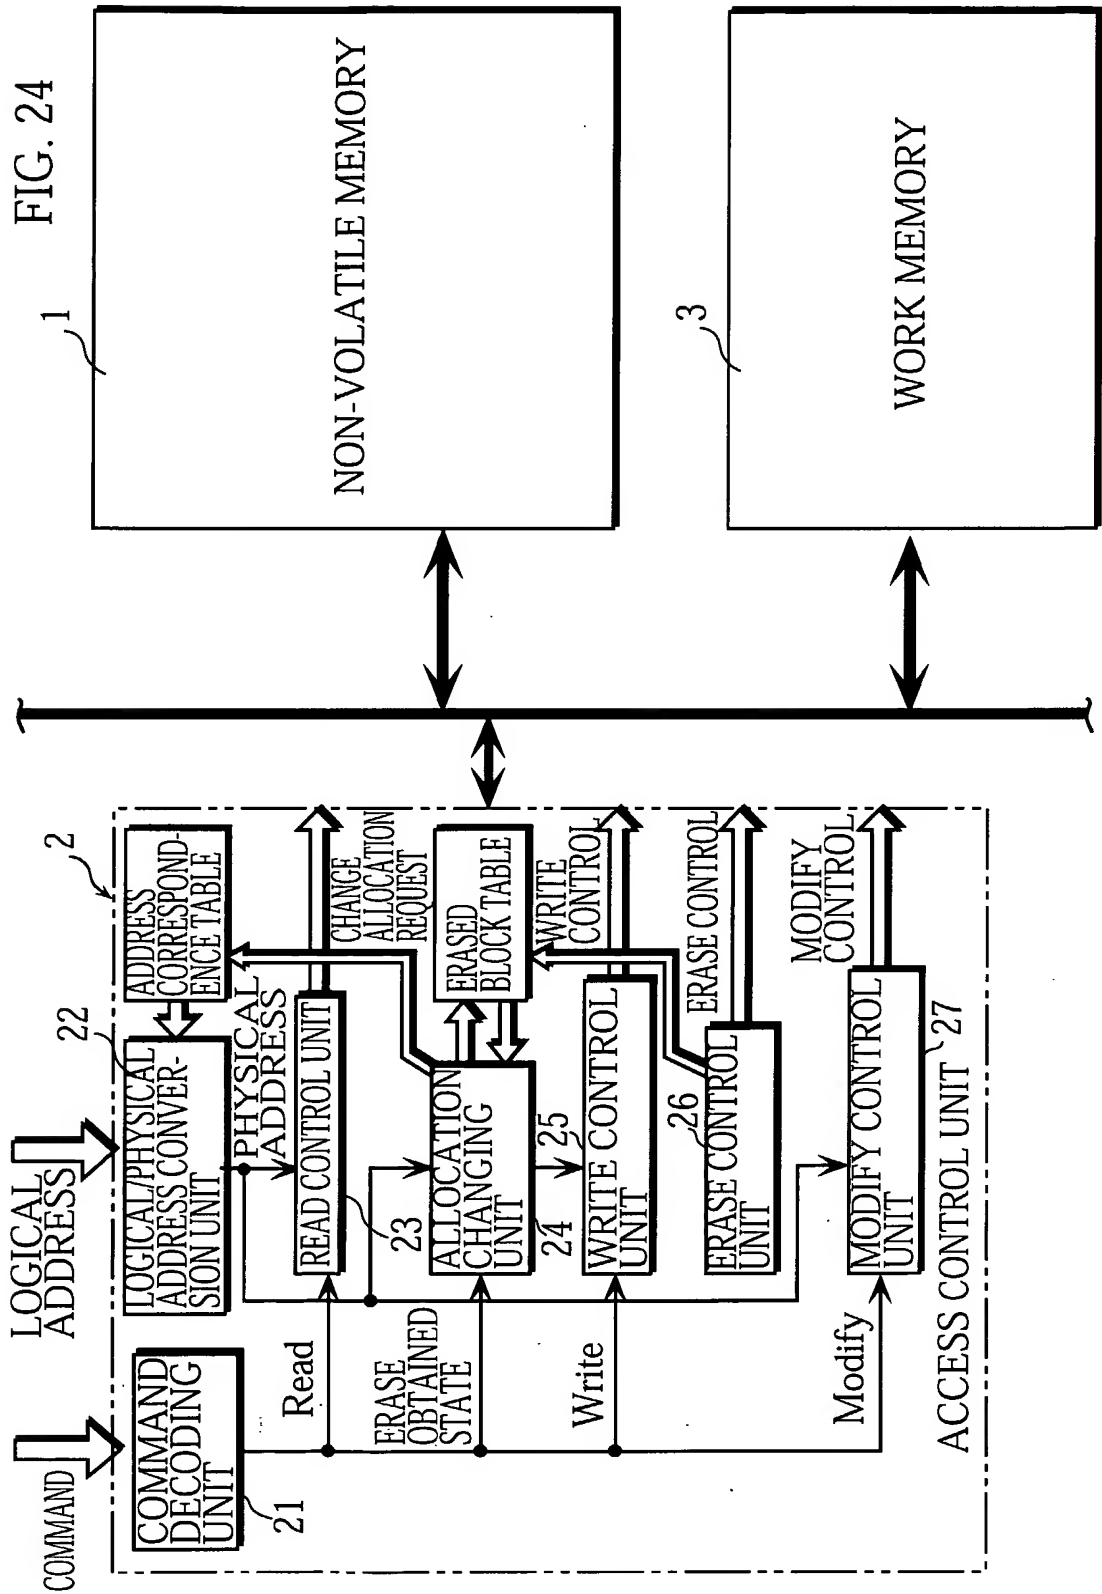 FIG. 24
COMMAND
LOGICAL
ADDRESS
2
COMMAND
DECODING
UNIT
21
LOGICAL/PHYSICAL
ADDRESS CONVER-
SION UNIT
22
ADDRESS
CORRESPOND-
ENCE TABLE
PHYSICAL
ADDRESS
Read
READ CONTROL UNIT
23
CHANGE
ALLOCATION
REQUEST
ERASE
OBTAINED
STATE
ALLOCATION
CHANGING
UNIT
24
ERASED
BLOCK TABLE
Write
WRITE CONTROL
UNIT
25
WRITE
CONTROL
ERASE CONTROL
UNIT
26
ERASE CONTROL
Modify
MODIFY CONTROL
UNIT
27
MODIFY
CONTROL
ACCESS CONTROL UNIT
1
NON-VOLATILE MEMORY
3
WORK MEMORY